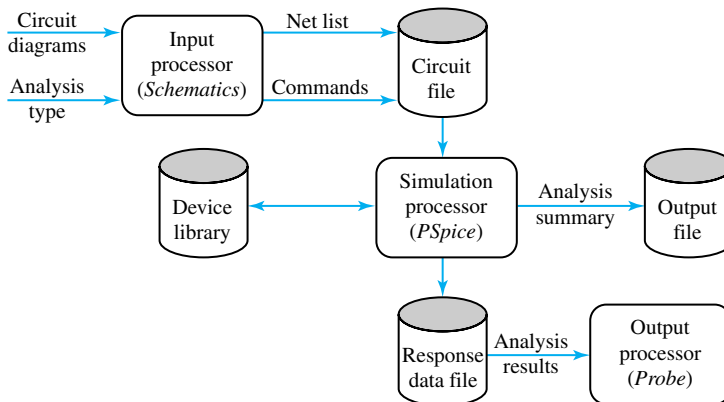 Circuit
diagrams
Analysis
type
Input
processor
(Schematics)
Net list
Commands
Circuit
file
Device
library
Simulation
processor
(PSpice)
Analysis
summary
Output
file
Response
data file
Analysis
results
Output
processor
(Probe)